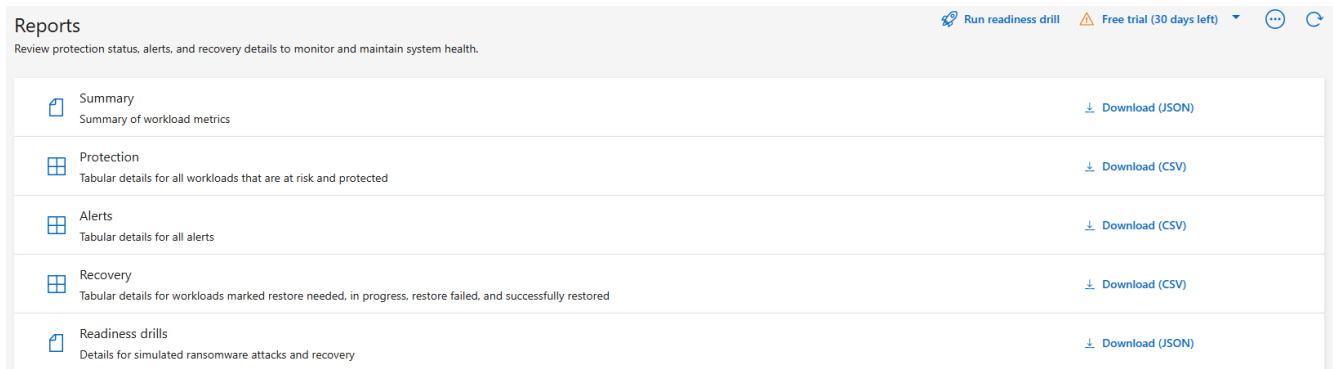 Reports
Run readiness drill
Free trial (30 days left)
Review protection status, alerts, and recovery details to monitor and maintain system health.
Summary
Summary of workload metrics
Download (JSON)
Protection
Tabular details for all workloads that are at risk and protected
Download (CSV)
Alerts
Tabular details for all alerts
Download (CSV)
Recovery
Tabular details for workloads marked restore needed, in progress, restore failed, and successfully restored
Download (CSV)
Readiness drills
Details for simulated ransomware attacks and recovery
Download (JSON)